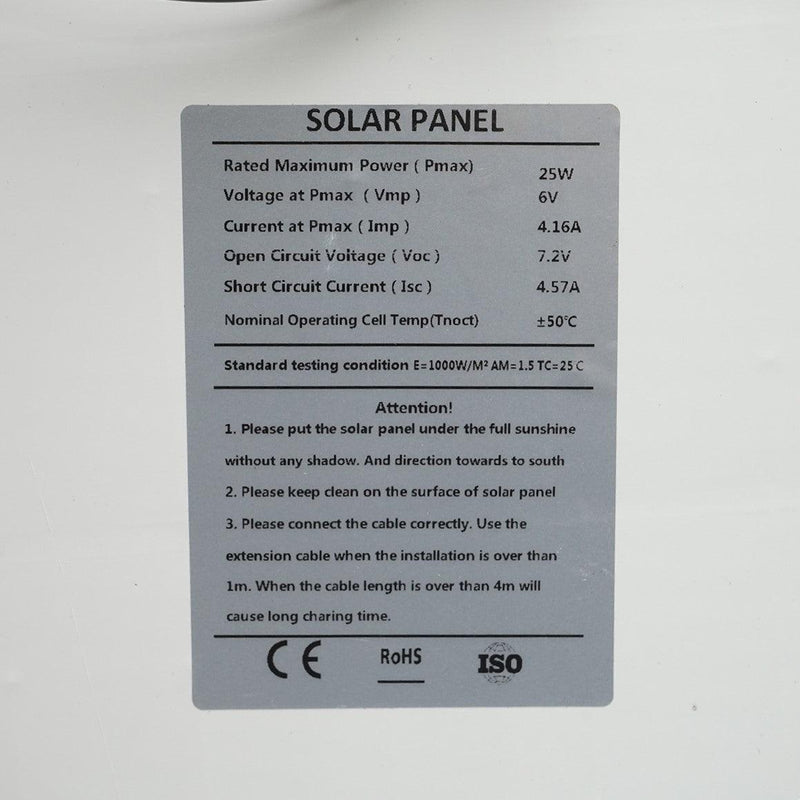 SOLAR PANEL
Rated Maximum Power ( Pmax) 25W
Voltage at Pmax ( Vmp ) 6V
Current at Pmax ( Imp ) 4.16A
Open Circuit Voltage ( Voc ) 7.2V
Short Circuit Current ( Isc ) 4.57A
Nominal Operating Cell Temp(Tnoct) ±50℃
Standard testing condition E=1000W/M² AM=1.5 TC=25 C
Attention!
1. Please put the solar panel under the full sunshine
without any shadow. And direction towards to south
2. Please keep clean on the surface of solar panel
3. Please connect the cable correctly. Use the
extension cable when the installation is over than
1m. When the cable length is over than 4m will
cause long charing time.
CE RoHS ISO